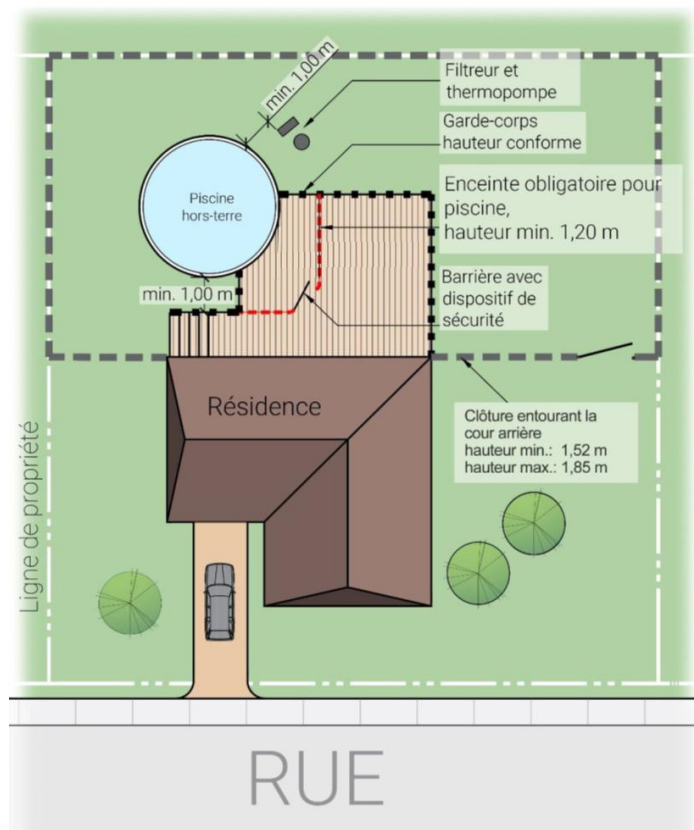 min. 1,00 m
Filtreur et
thermopompe
Garde-corps
hauteur conforme
Piscine
hors-terre
Enceinte obligatoire pour
piscine,
hauteur min. 1,20 m
min. 1,00 m
Barrière avec
dispositif de
sécurité
Résidence
Clôture entourant la
cour arrière
hauteur min.: 1,52 m
hauteur max.: 1,85 m
Ligne de propriété
RUE